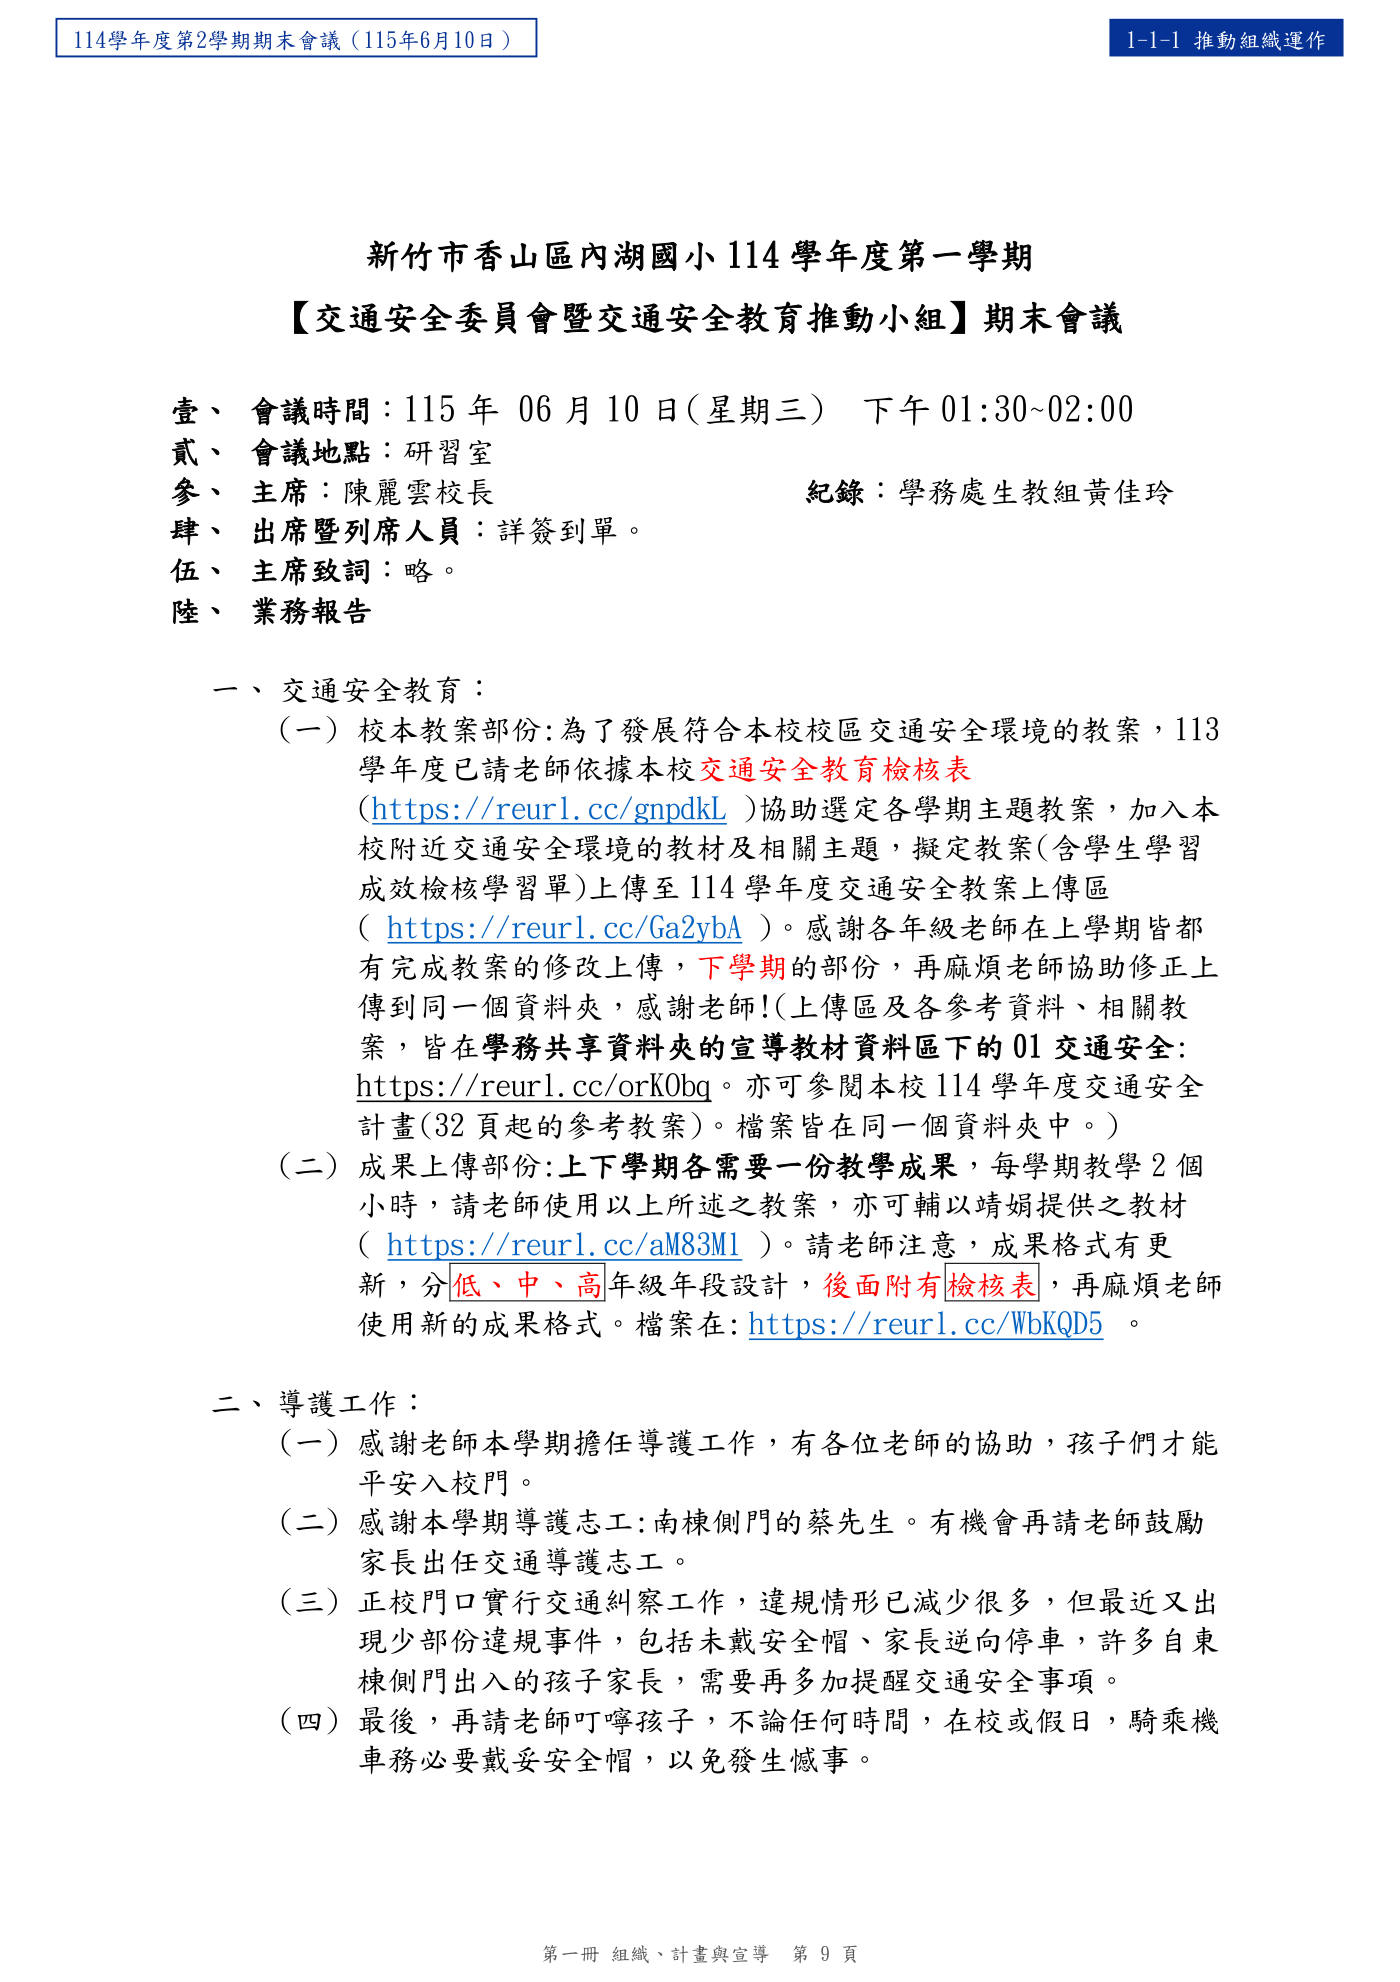 114學年度第2學期期末會議（115年6月10日）
1-1-1 推動組織運作
新竹市香山區內湖國小 114 學年度第一學期
【交通安全委員會暨交通安全教育推動小組】期末會議
壹、 會議時間：115 年 06 月 10 日(星期三) 下午 01:30~02:00
貳、 會議地點：研習室
參、 主席：陳麗雲校長 紀錄：學務處生教組黃佳玲
肆、 出席暨列席人員：詳簽到單。
伍、 主席致詞：略。
陸、 業務報告
一、 交通安全教育：
(一) 校本教案部份:為了發展符合本校校區交通安全環境的教案，113
學年度已請老師依據本校交通安全教育檢核表
(https://reurl.cc/gnpdkL )協助選定各學期主題教案，加入本
校附近交通安全環境的教材及相關主題，擬定教案(含學生學習
成效檢核學習單)上傳至 114 學年度交通安全教案上傳區
( https://reurl.cc/Ga2ybA )。感謝各年級老師在上學期皆都
有完成教案的修改上傳，下學期的部份，再麻煩老師協助修正上
傳到同一個資料夾，感謝老師!(上傳區及各參考資料、相關教
案，皆在學務共享資料夾的宣導教材資料區下的 01 交通安全:
https://reurl.cc/orKObq。亦可參閱本校 114 學年度交通安全
計畫(32 頁起的參考教案)。檔案皆在同一個資料夾中。)
(二) 成果上傳部份:上下學期各需要一份教學成果，每學期教學 2 個
小時，請老師使用以上所述之教案，亦可輔以靖娟提供之教材
( https://reurl.cc/aM83Ml )。請老師注意，成果格式有更
新，分低、中、高年級年段設計，後面附有檢核表，再麻煩老師
使用新的成果格式。檔案在: https://reurl.cc/WbKQD5 。
二、 導護工作：
(一) 感謝老師本學期擔任導護工作，有各位老師的協助，孩子們才能
平安入校門。
(二) 感謝本學期導護志工:南棟側門的蔡先生。有機會再請老師鼓勵
家長出任交通導護志工。
(三) 正校門口實行交通糾察工作，違規情形已減少很多，但最近又出
現少部份違規事件，包括未戴安全帽、家長逆向停車，許多自東
棟側門出入的孩子家長，需要再多加提醒交通安全事項。
(四) 最後，再請老師叮嚀孩子，不論任何時間，在校或假日，騎乘機
車務必要戴妥安全帽，以免發生憾事。
第一冊 組織、計畫與宣導 第 9 頁